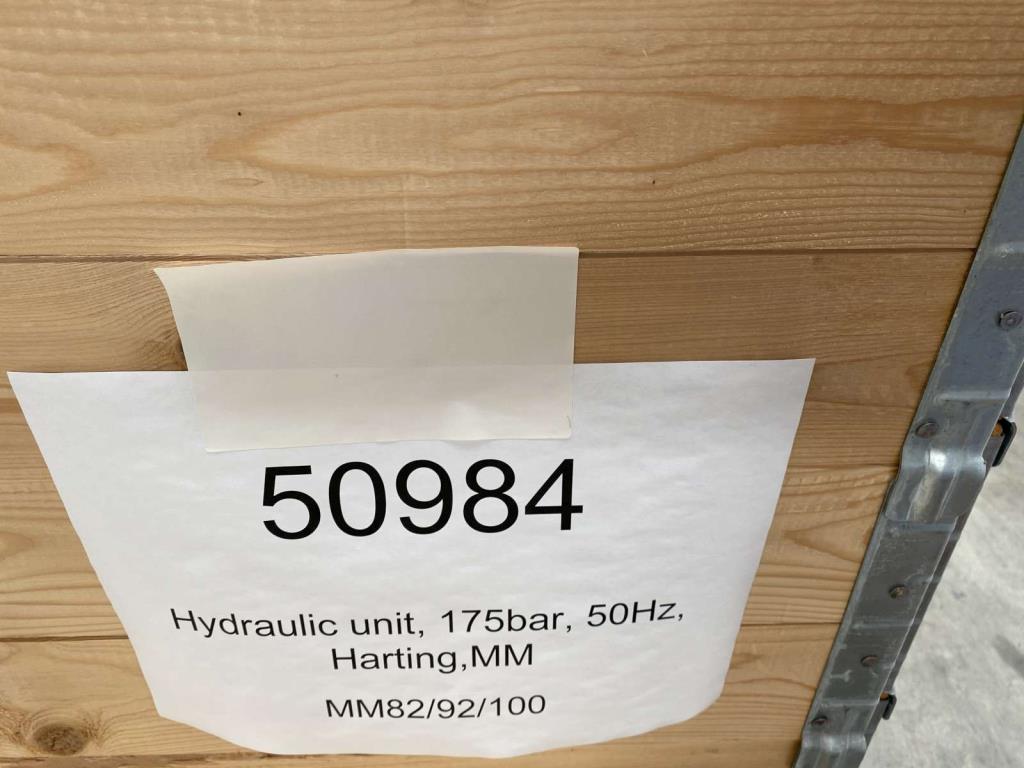 50984
Hydraulic unit, 175bar, 50Hz,
Harting,MM
MM82/92/100